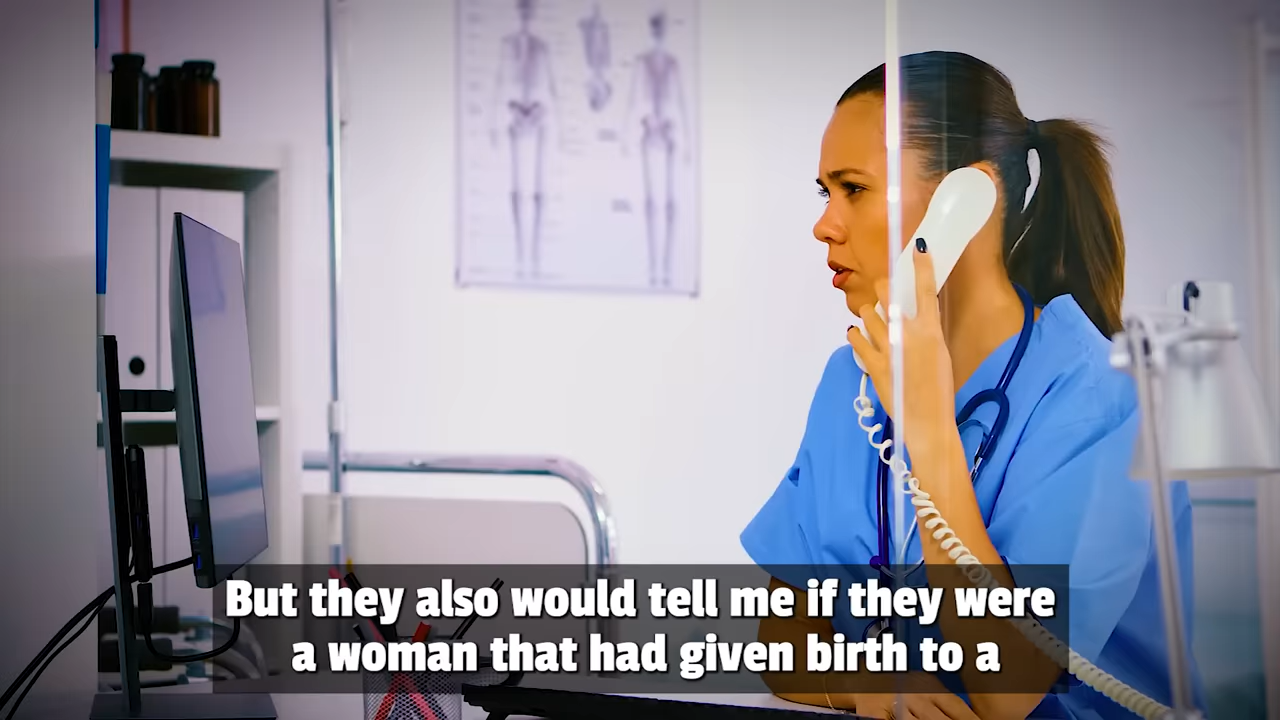 But they also would tell me if they were
a woman that had given birth to a